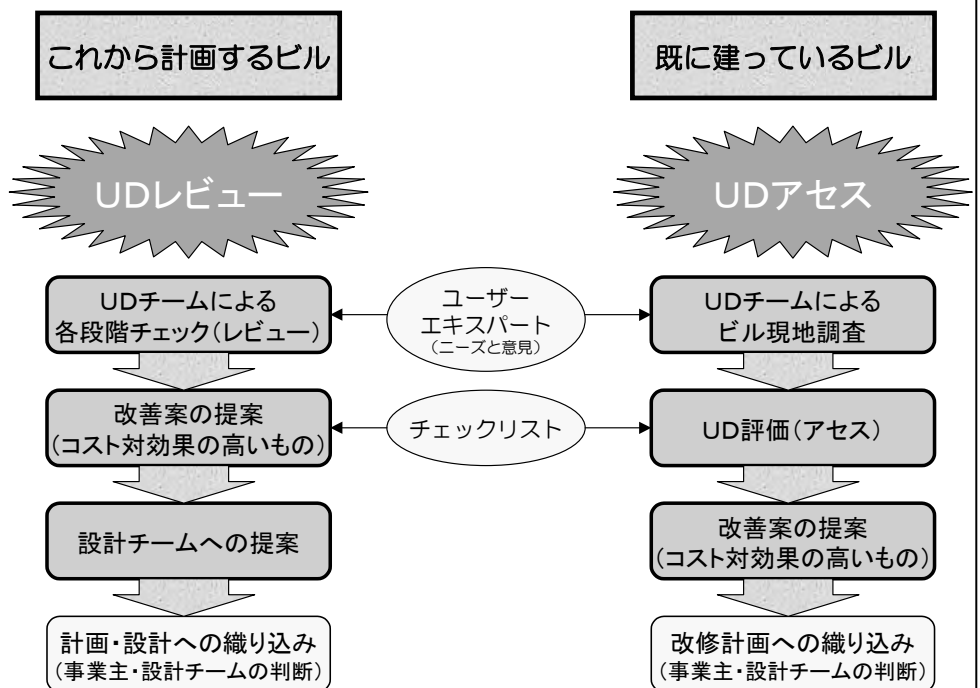 これから計画するビル
既に建っているビル
UDレビュー
UDアセス
UDチームによる
各段階チェック(レビュー)
ユーザー
エキスパート
(ニーズと意見)
UDチームによる
ビル現地調査
改善案の提案
(コスト対効果の高いもの)
チェックリスト
UD評価(アセス)
設計チームへの提案
改善案の提案
(コスト対効果の高いもの)
計画・設計への織り込み
(事業主・設計チームの判断)
改修計画への織り込み
(事業主・設計チームの判断)